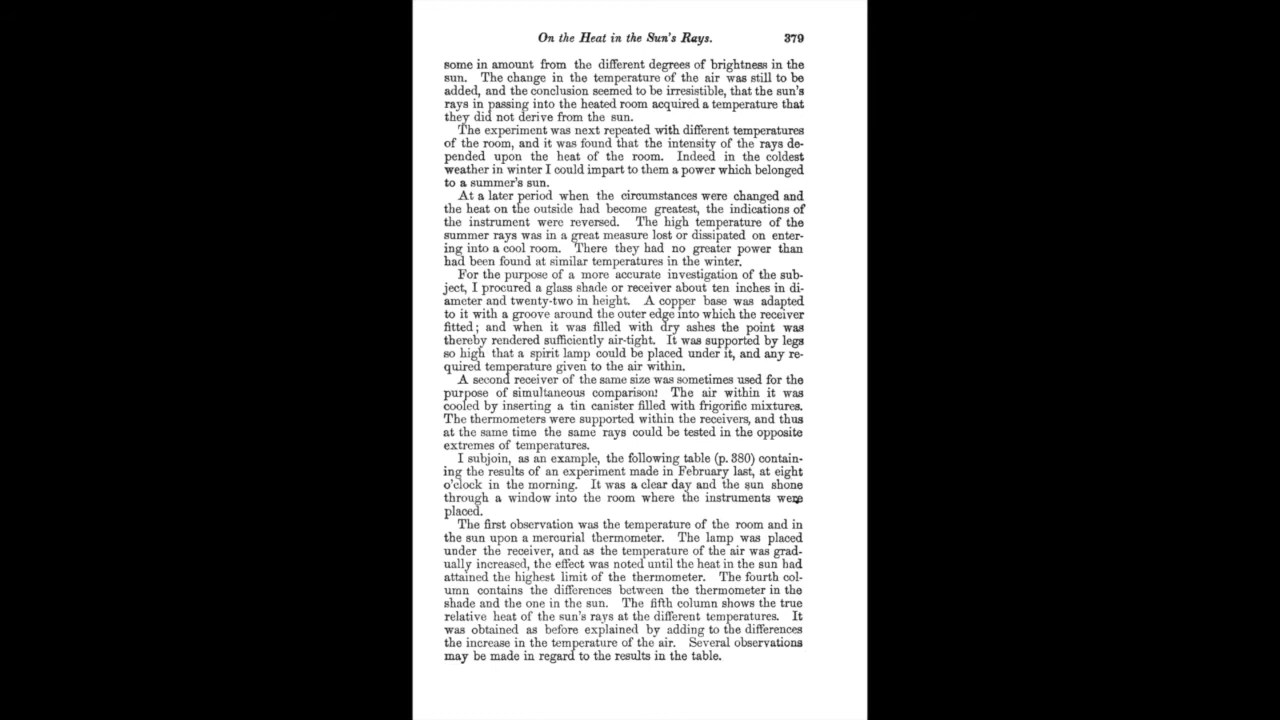 On the Heat in the Sun's Rays. 379
some in amount from the different degrees of brightness in the
sun. The change in the temperature of the air was still to be
added, and the conclusion seemed to be irresistible, that the sun's
rays in passing into the heated room acquired a temperature that
they did not derive from the sun.
The experiment was next repeated with different temperatures
of the room, and it was found that the intensity of the rays de-
pended upon the heat of the room. Indeed in the coldest
weather in winter I could impart to them a power which belonged
to a summer's sun.
At a later period when the circumstances were changed and
the heat on the outside had become greatest, the indications of
the instrument were reversed. The high temperature of the
summer rays was in a great measure lost or dissipated on enter-
ing into a cool room. There they had no greater power than
had been found at similar temperatures in the winter.
For the purpose of a more accurate investigation of the sub-
ject, I procured a glass shade or receiver about ten inches in di-
ameter and twenty-two in height. A copper base was adapted
to it with a groove around the outer edge into which the receiver
fitted; and when it was filled with dry ashes the point was
thereby rendered sufficiently air-tight. It was supported by legs
so high that a spirit lamp could be placed under it, and any re-
quired temperature given to the air within.
A second receiver of the same size was sometimes used for the
purpose of simultaneous comparison! The air within it was
cooled by inserting a tin canister filled with frigorific mixtures.
The thermometers were supported within the receivers, and thus
at the same time the same rays could be tested in the opposite
extremes of temperatures.
I subjoin, as an example, the following table (p. 380) contain-
ing the results of an experiment made in February last, at eight
o'clock in the morning. It was a clear day and the sun shone
through a window into the room where the instruments were
placed.
The first observation was the temperature of the room and in
the sun upon a mercurial thermometer. The lamp was placed
under the receiver, and as the temperature of the air was grad-
ually increased, the effect was noted until the heat in the sun had
attained the highest limit of the thermometer. The fourth col-
umn contains the differences between the thermometer in the
shade and the one in the sun. The fifth column shows the true
relative heat of the sun's rays at the different temperatures. It
was obtained as before explained by adding to the differences
the increase in the temperature of the air. Several observations
may be made in regard to the results in the table.